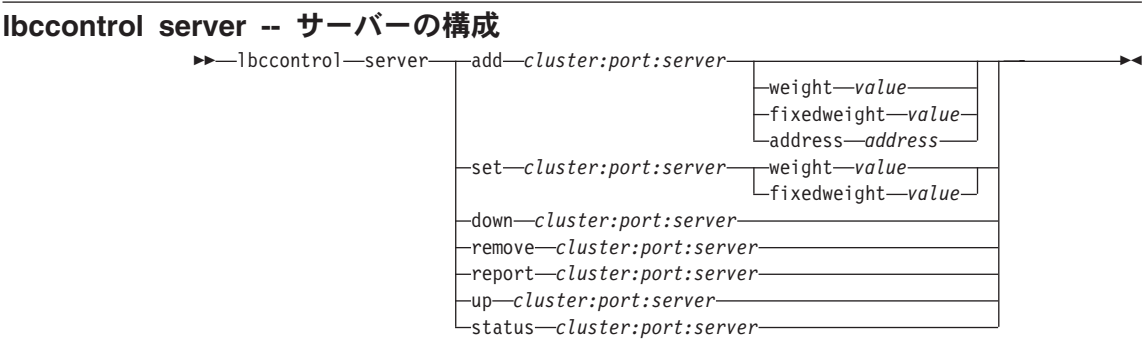 lbccontrol server -- サーバーの構成
lbccontrol server add cluster:port:server
weight value
fixedweight value
address address
set cluster:port:server weight value
fixedweight value
down cluster:port:server
remove cluster:port:server
report cluster:port:server
up cluster:port:server
status cluster:port:server